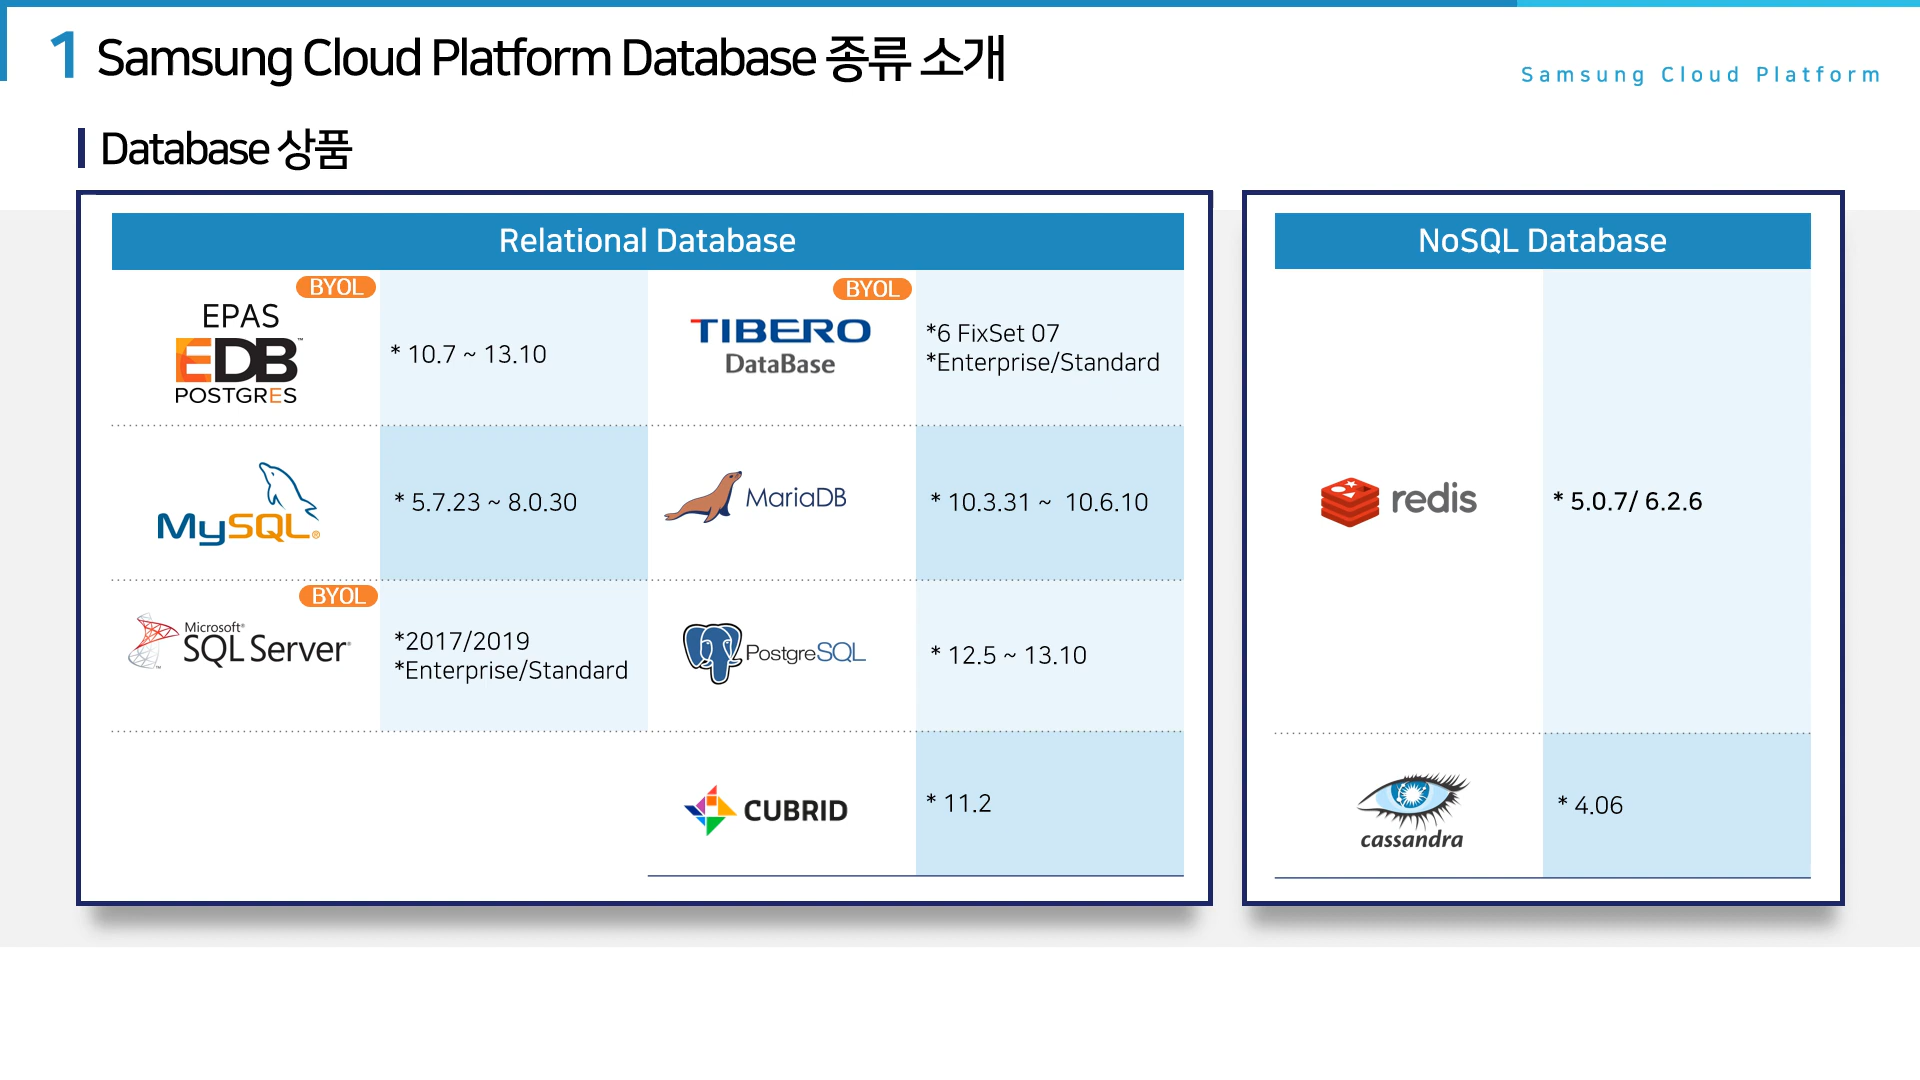 1 Samsung Cloud Platform Database 종류 소개
Samsung Cloud Platform
Database 상품
Relational Database
BYOL
EPAS
EDB™
POSTGRES
* 10.7 ~ 13.10
BYOL
TIBERO
DataBase
*6 FixSet 07
*Enterprise/Standard
MySQL®
* 5.7.23 ~ 8.0.30
MariaDB
* 10.3.31 ~ 10.6.10
BYOL
Microsoft®
SQL Server®
*2017/2019
*Enterprise/Standard
PostgreSQL
* 12.5 ~ 13.10
CUBRID
* 11.2
NoSQL Database
redis
* 5.0.7/ 6.2.6
cassandra
* 4.06